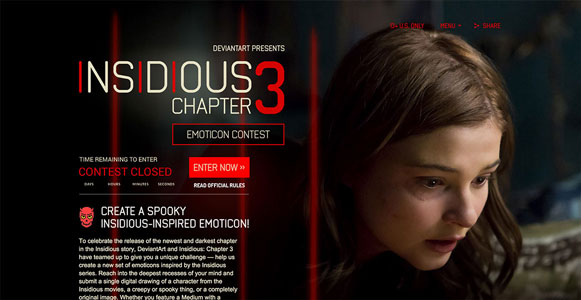 US ONLY MENU SHARE
DEVIANTART PRESENTS
INSIDIOUS
CHAPTER 3
EMOTICON CONTEST
TIME REMAINING TO ENTER
CONTEST CLOSED
ENTER NOW »
DAYS HOURS MINUTES SECONDS
READ OFFICIAL RULES
CREATE A SPOOKY
INSIDIOUS-INSPIRED EMOTICON!
To celebrate the release of the newest and darkest chapter
in the Insidious story, DeviantArt and Insidious: Chapter 3
have teamed up to give you a unique challenge — help us
create a new set of emoticons inspired by the Insidious
series. Reach into the deepest recesses of your mind and
submit a single digital drawing of a character from the
Insidious movies, a creepy or spooky thing, or a completely
original image. Whether you feature a Medium with a